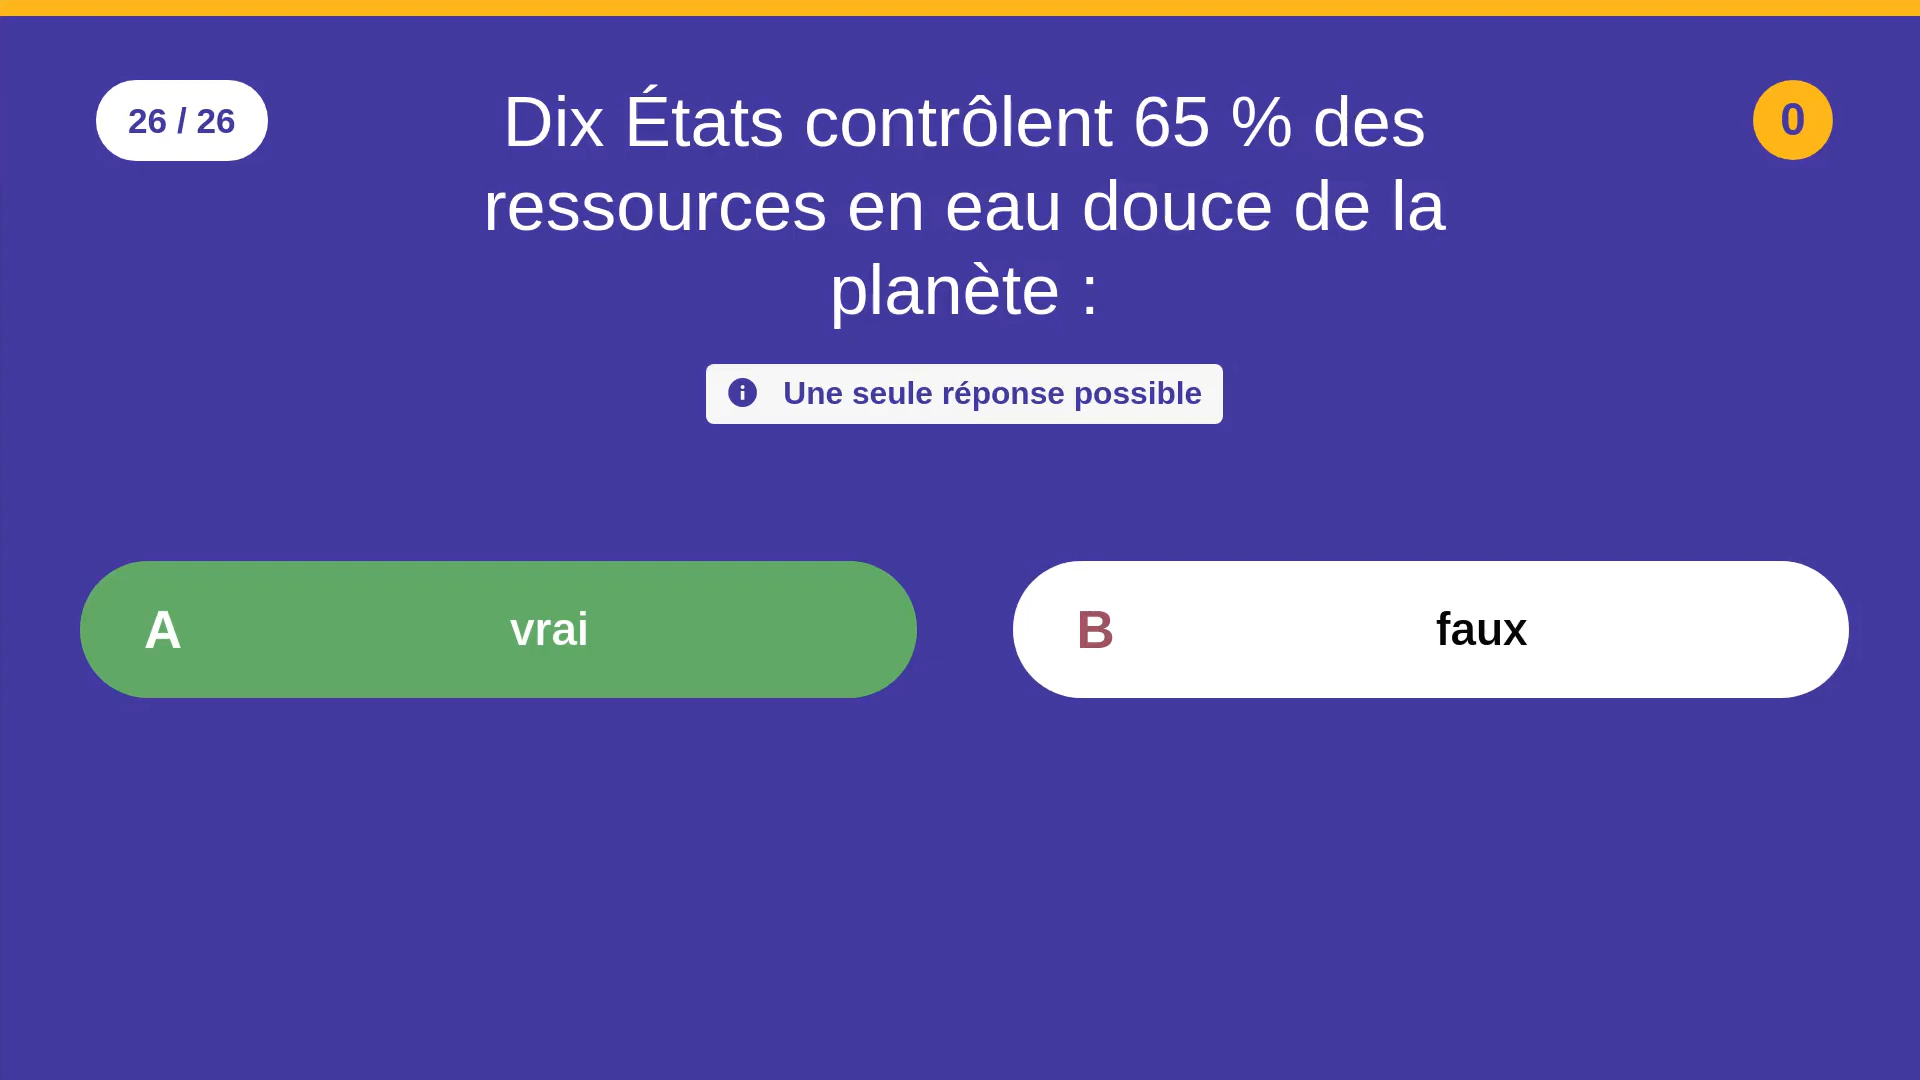 26 / 26
Dix États contrôlent 65 % des
ressources en eau douce de la
planète :
0
Une seule réponse possible
A vrai
B faux